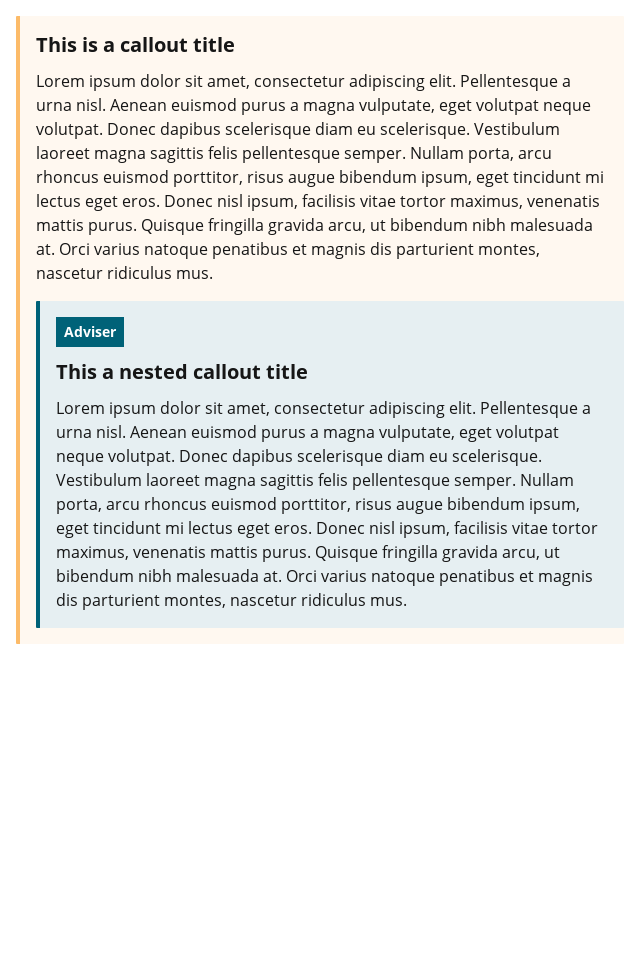 This is a callout title
Lorem ipsum dolor sit amet, consectetur adipiscing elit. Pellentesque a
urna nisl. Aenean euismod purus a magna vulputate, eget volutpat neque
volutpat. Donec dapibus scelerisque diam eu scelerisque. Vestibulum
laoreet magna sagittis felis pellentesque semper. Nullam porta, arcu
rhoncus euismod porttitor, risus augue bibendum ipsum, eget tincidunt mi
lectus eget eros. Donec nisl ipsum, facilisis vitae tortor maximus, venenatis
mattis purus. Quisque fringilla gravida arcu, ut bibendum nibh malesuada
at. Orci varius natoque penatibus et magnis dis parturient montes,
nascetur ridiculus mus.
Adviser
This a nested callout title
Lorem ipsum dolor sit amet, consectetur adipiscing elit. Pellentesque a
urna nisl. Aenean euismod purus a magna vulputate, eget volutpat
neque volutpat. Donec dapibus scelerisque diam eu scelerisque.
Vestibulum laoreet magna sagittis felis pellentesque semper. Nullam
porta, arcu rhoncus euismod porttitor, risus augue bibendum ipsum,
eget tincidunt mi lectus eget eros. Donec nisl ipsum, facilisis vitae tortor
maximus, venenatis mattis purus. Quisque fringilla gravida arcu, ut
bibendum nibh malesuada at. Orci varius natoque penatibus et magnis
dis parturient montes, nascetur ridiculus mus.